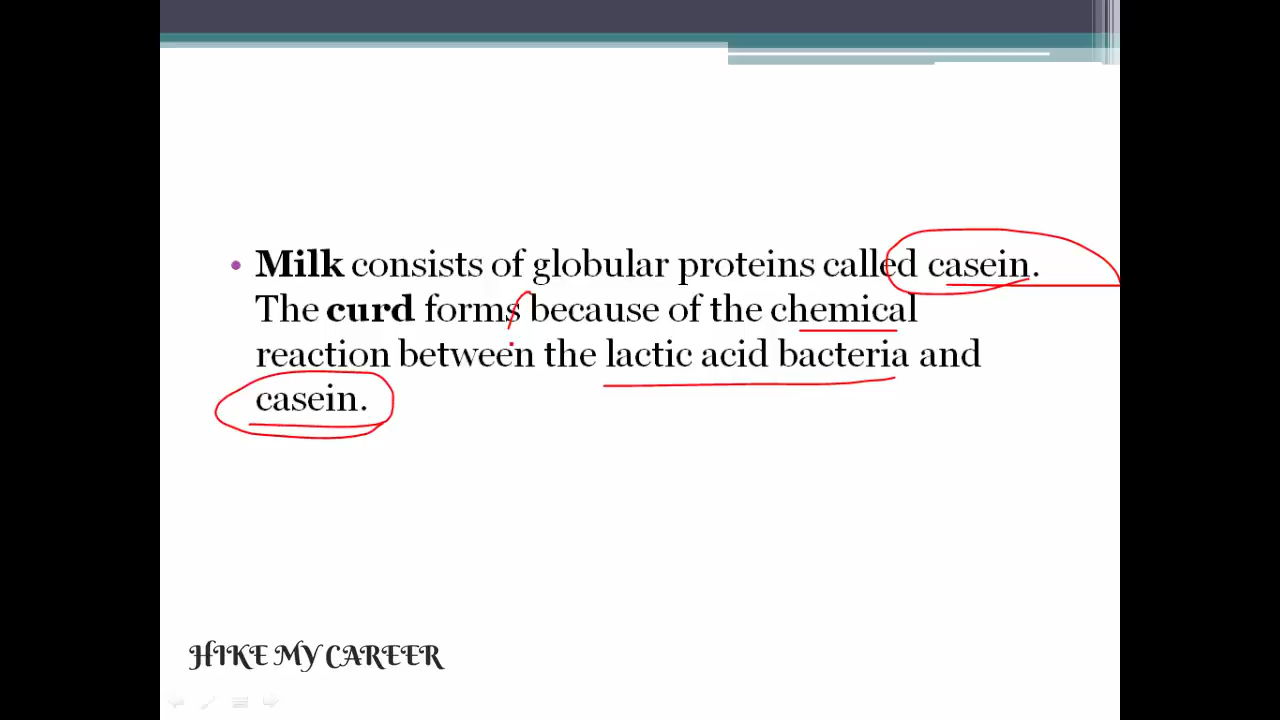 Milk consists of globular proteins called casein.
The curd forms because of the chemical
reaction between the lactic acid bacteria and
casein.
HIKE MY CAREER